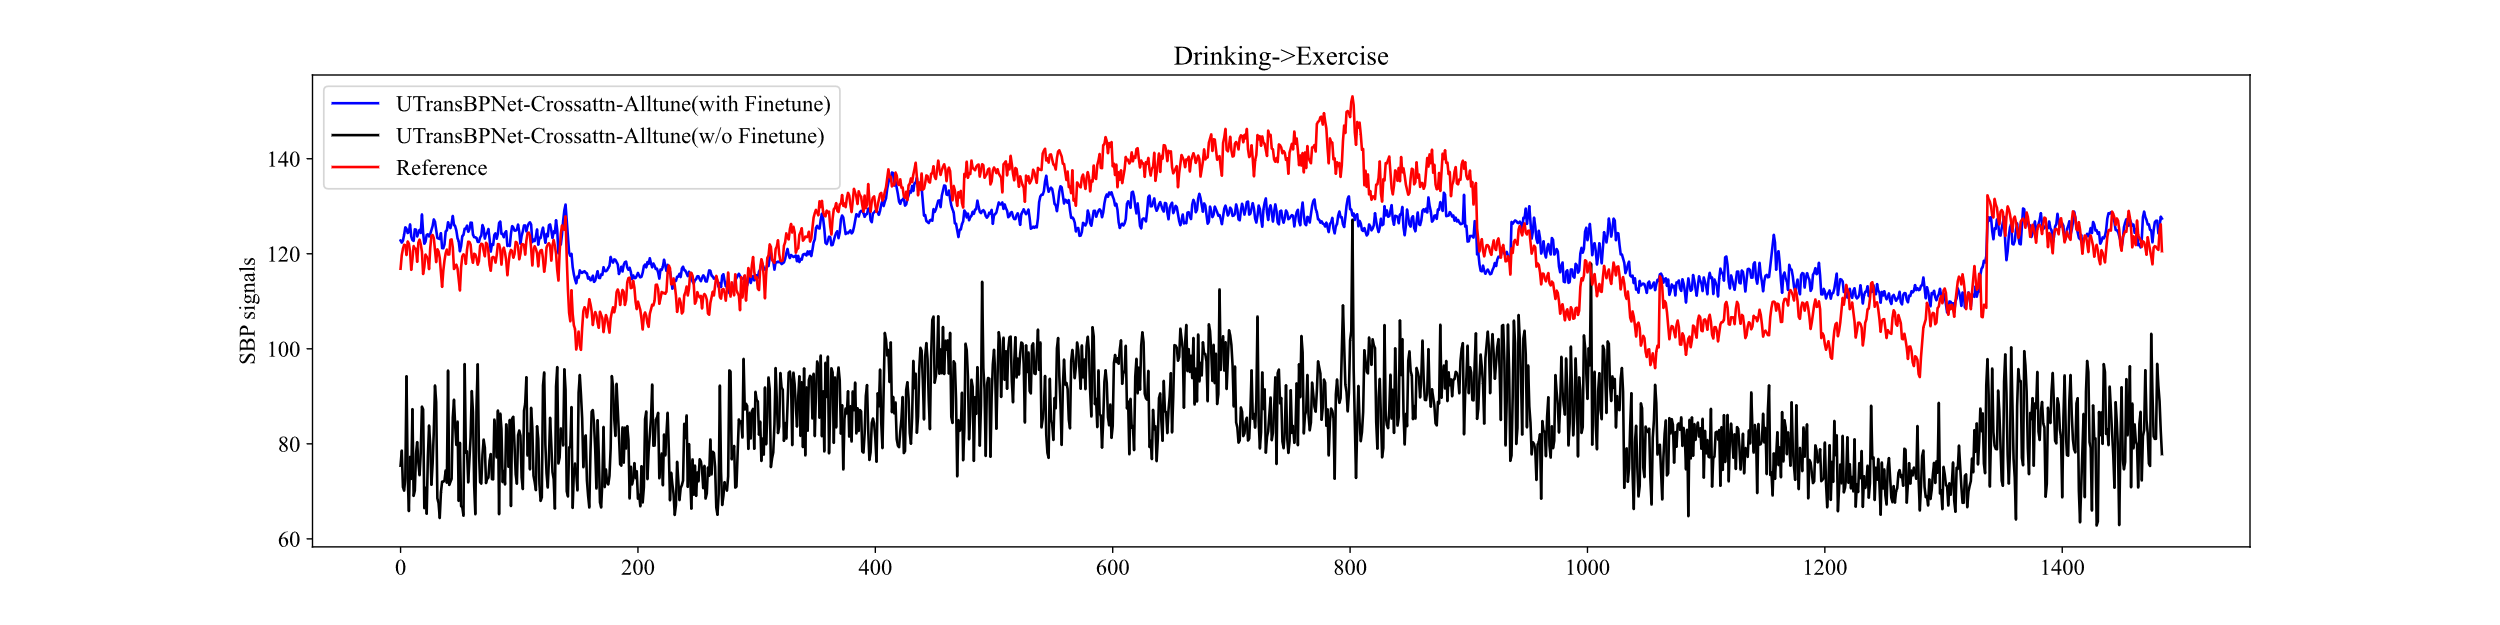 Drinking->Exercise
UTransBPNet-Crossattn-Alltune(with Finetune)
UTransBPNet-Crossattn-Alltune(w/o Finetune)
Reference
SBP signals
140
120
100
80
60
0 200 400 600 800 1000 1200 1400